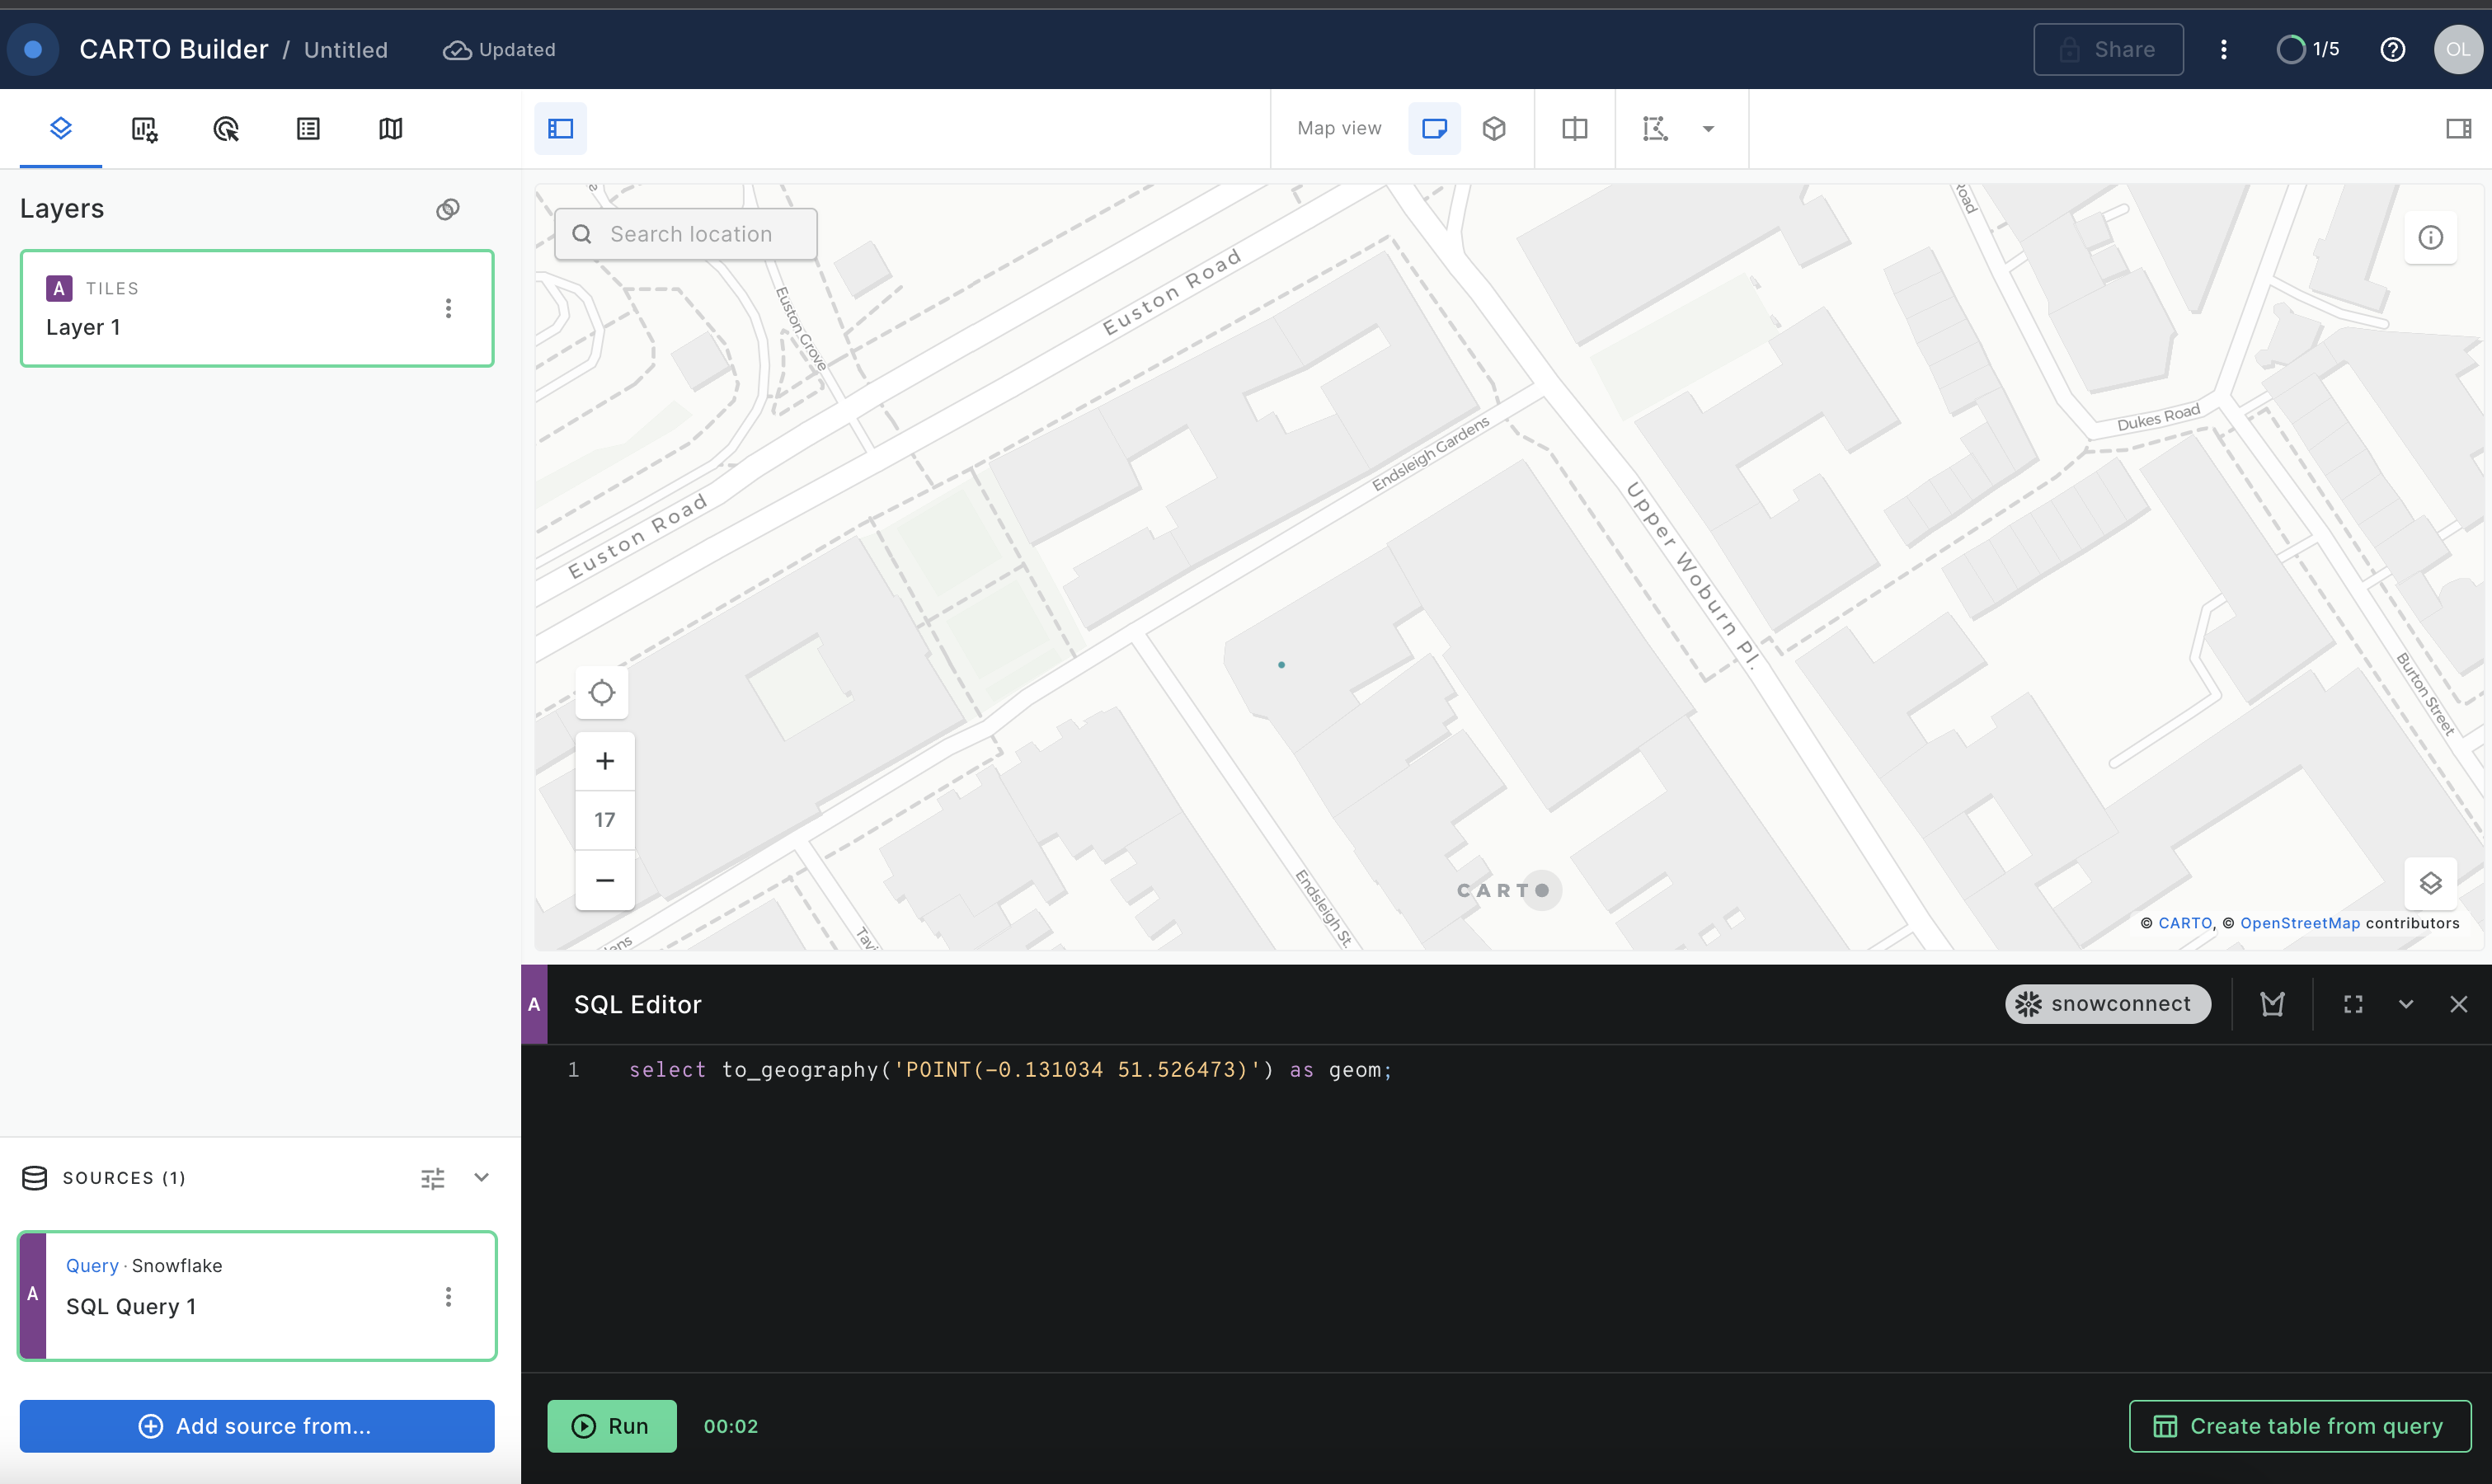 CARTO Builder / Untitled
Updated
Share
1/5
OL
Map view
Layers
A TILES
Layer 1
Search location
Euston Road
Euston Grove
Euston Road
Endsleigh Gardens
Upper Woburn Pl.
Road
Dukes Road
Burton Street
Endsleigh St.
17
CARTO
© CARTO, © OpenStreetMap contributors
A
SQL Editor
snowconnect
1 select to_geography('POINT(-0.131034 51.526473)') as geom;
SOURCES (1)
A
Query · Snowflake
SQL Query 1
Add source from...
Run
00:02
Create table from query